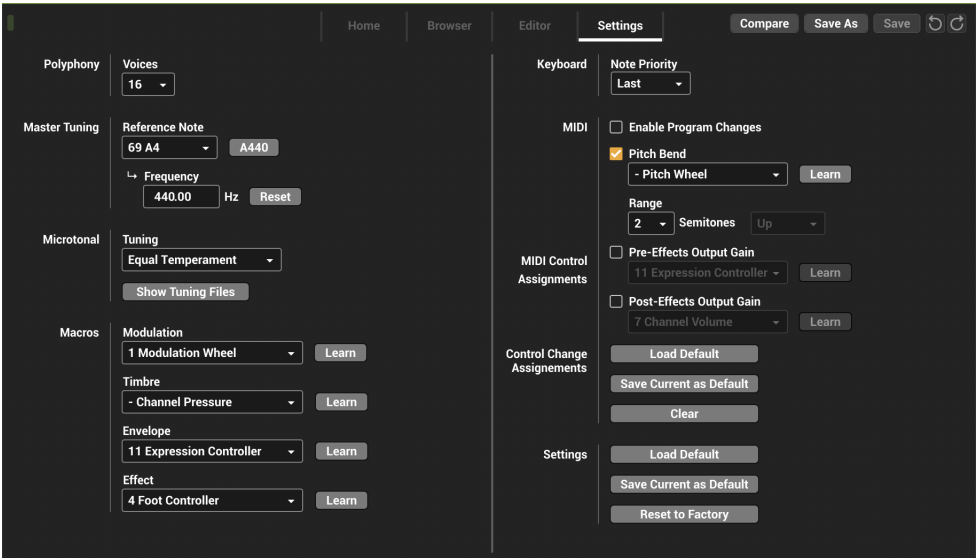 Home Browser Editor Settings Compare Save As Save
Polyphony Voices
16
Master Tuning Reference Note
69 A4 A440
Frequency
440.00 Hz Reset
Microtonal Tuning
Equal Temperament
Show Tuning Files
Macros Modulation
1 Modulation Wheel Learn
Timbre
- Channel Pressure Learn
Envelope
11 Expression Controller Learn
Effect
4 Foot Controller Learn
Keyboard Note Priority
Last
MIDI Enable Program Changes
Pitch Bend
- Pitch Wheel Learn
Range
2 Semitones Up
MIDI Control
Assignments
Pre-Effects Output Gain
11 Expression Controller Learn
Post-Effects Output Gain
7 Channel Volume Learn
Control Change
Assignements
Load Default
Save Current as Default
Clear
Settings Load Default
Save Current as Default
Reset to Factory